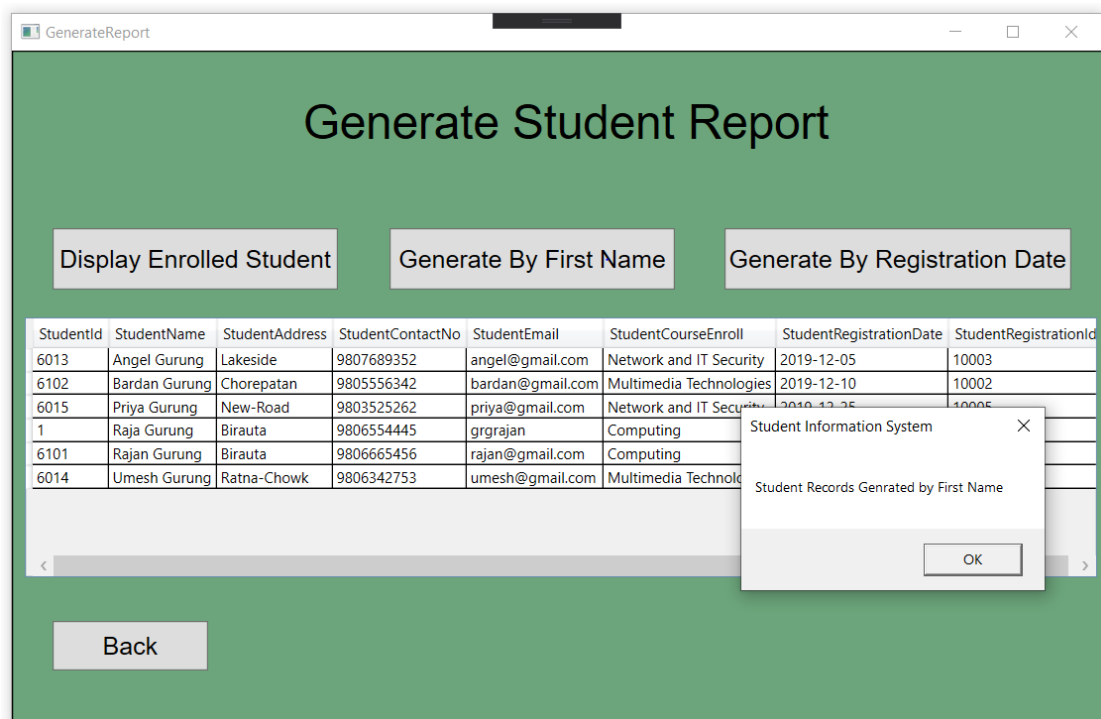 GenerateReport
Generate Student Report
Display Enrolled Student Generate By First Name Generate By Registration Date
StudentId StudentName StudentAddress StudentContactNo StudentEmail StudentCourseEnroll StudentRegistrationDate StudentRegistrationId
6013 Angel Gurung Lakeside 9807689352 angel@gmail.com Network and IT Security 2019-12-05 10003
6102 Bardan Gurung Chorepatan 9805556342 bardan@gmail.com Multimedia Technologies 2019-12-10 10002
6015 Priya Gurung New-Road 9803525262 priya@gmail.com Network and IT Security 2019-12-25 10005
1 Raja Gurung Birauta 9806554445 grgrajan Computing
6101 Rajan Gurung Birauta 9806665456 rajan@gmail.com Computing
6014 Umesh Gurung Ratna-Chowk 9806342753 umesh@gmail.com Multimedia
Student Information System
Student Records Genrated by First Name
OK
Back